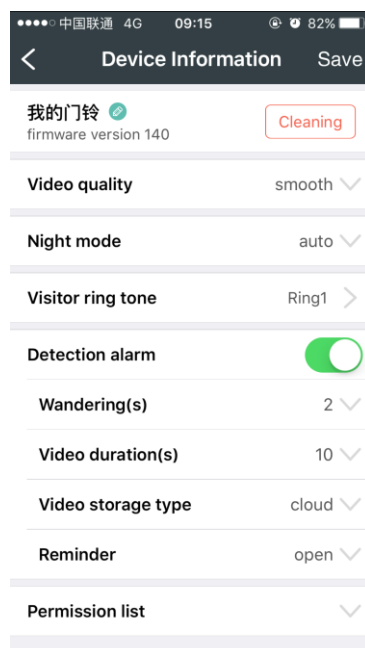 中国联通 4G 09:15 82%
Device Information Save
我的门铃
firmware version 140
Cleaning
Video quality smooth
Night mode auto
Visitor ring tone Ring1
Detection alarm
Wandering(s) 2
Video duration(s) 10
Video storage type cloud
Reminder open
Permission list